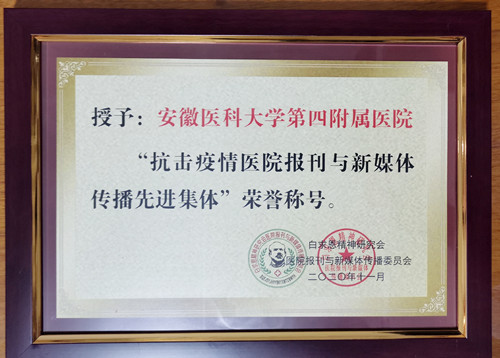 授予：安徽医科大学第四附属医院
“抗击疫情医院报刊与新媒体
传播先进集体”荣誉称号。
白求恩精神研究会
医院报刊与新媒体传播委员会
二〇二〇年十一月